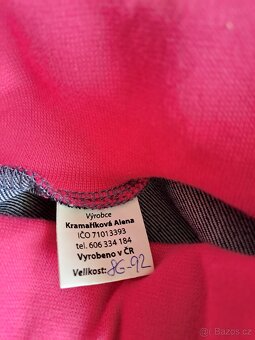 Výrobce
Kramaříková Alena
IČO 71013393
tel. 606 334 184
Vyrobeno v ČR
Velikost: 86-92
© Bazos.cz